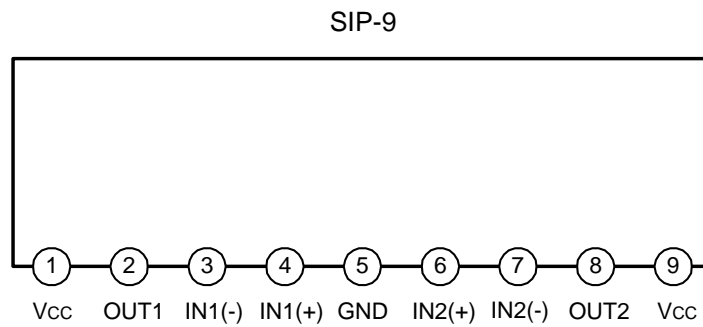 SIP-9
1 2 3 4 5 6 7 8 9
Vcc OUT1 IN1(-) IN1(+) GND IN2(+) IN2(-) OUT2 Vcc